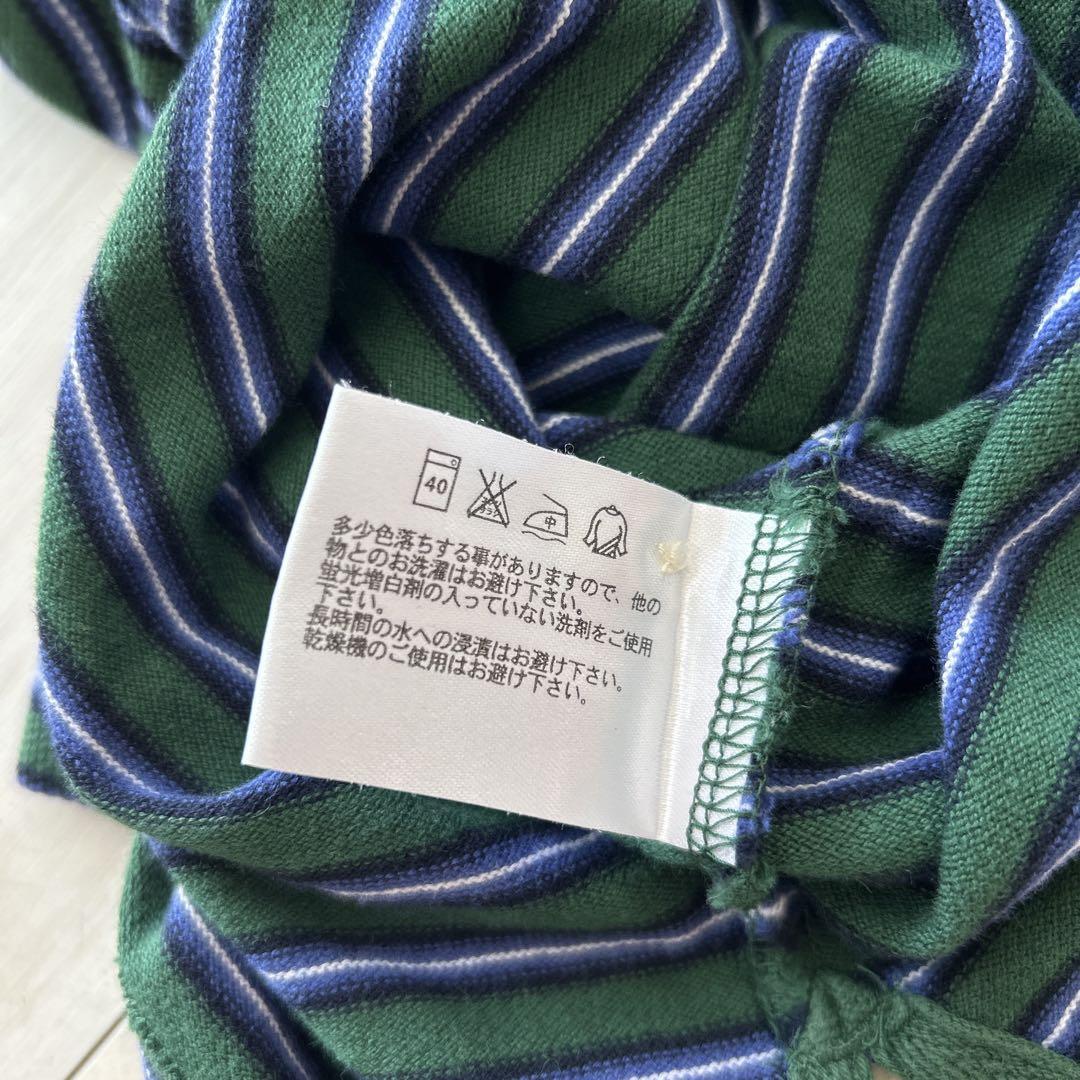 40
中
多少色落ちする事がありますので、他の
物とのお洗濯はお避け下さい。
蛍光増白剤の入っていない洗剤をご使用
下さい。
長時間の水への浸漬はお避け下さい。
乾燥機のご使用はお避け下さい。